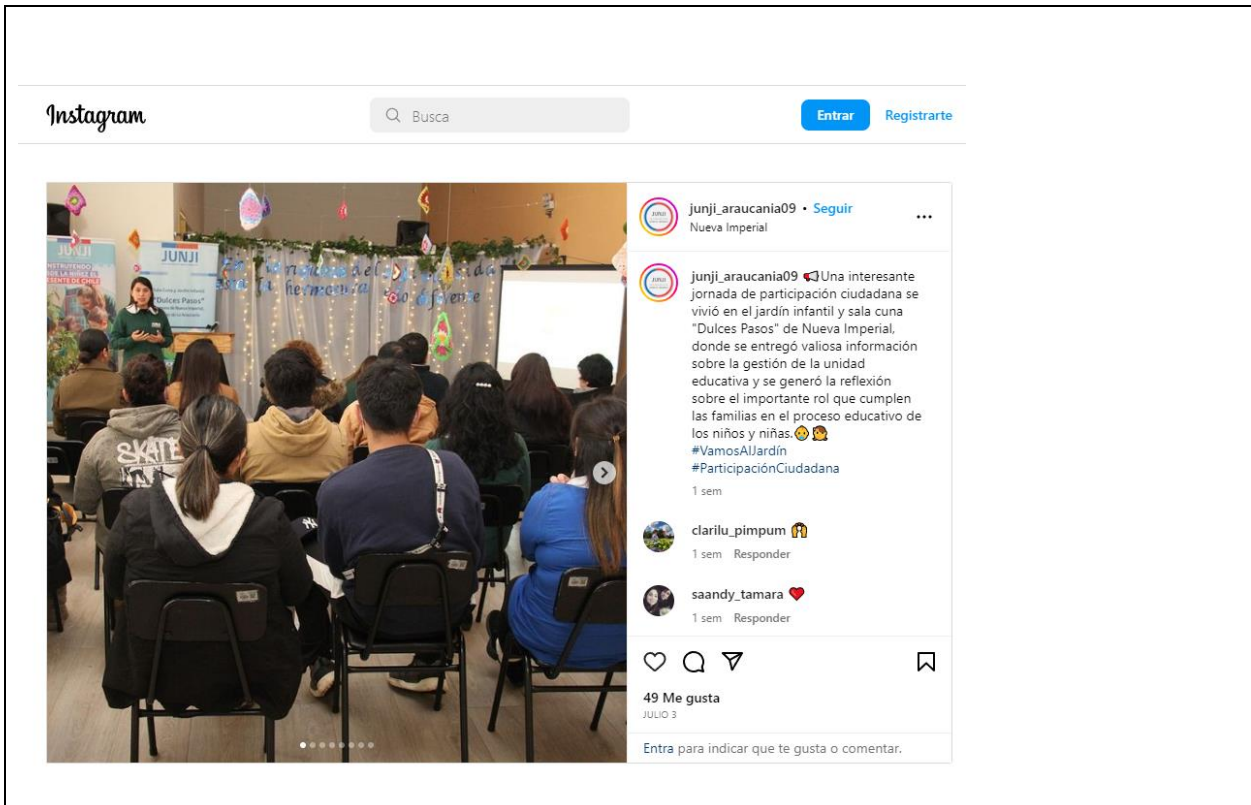 Instagram
Busca
Entrar
Registrarte
junji_araucania09 • Seguir
Nueva Imperial
junji_araucania09 📢Una interesante
jornada de participación ciudadana se
vivió en el jardín infantil y sala cuna
"Dulces Pasos" de Nueva Imperial,
donde se entregó valiosa información
sobre la gestión de la unidad
educativa y se generó la reflexión
sobre el importante rol que cumplen
las familias en el proceso educativo de
los niños y niñas.👶👧
#VamosAlJardín
#ParticipaciónCiudadana
1 sem
clarilu_pimpum 🙌
1 sem Responder
saandy_tamara ❤️
1 sem Responder
49 Me gusta
JULIO 3
Entra para indicar que te gusta o comentar.
JUNJI
JUNJI
"Dulces Pasos"
SKATE